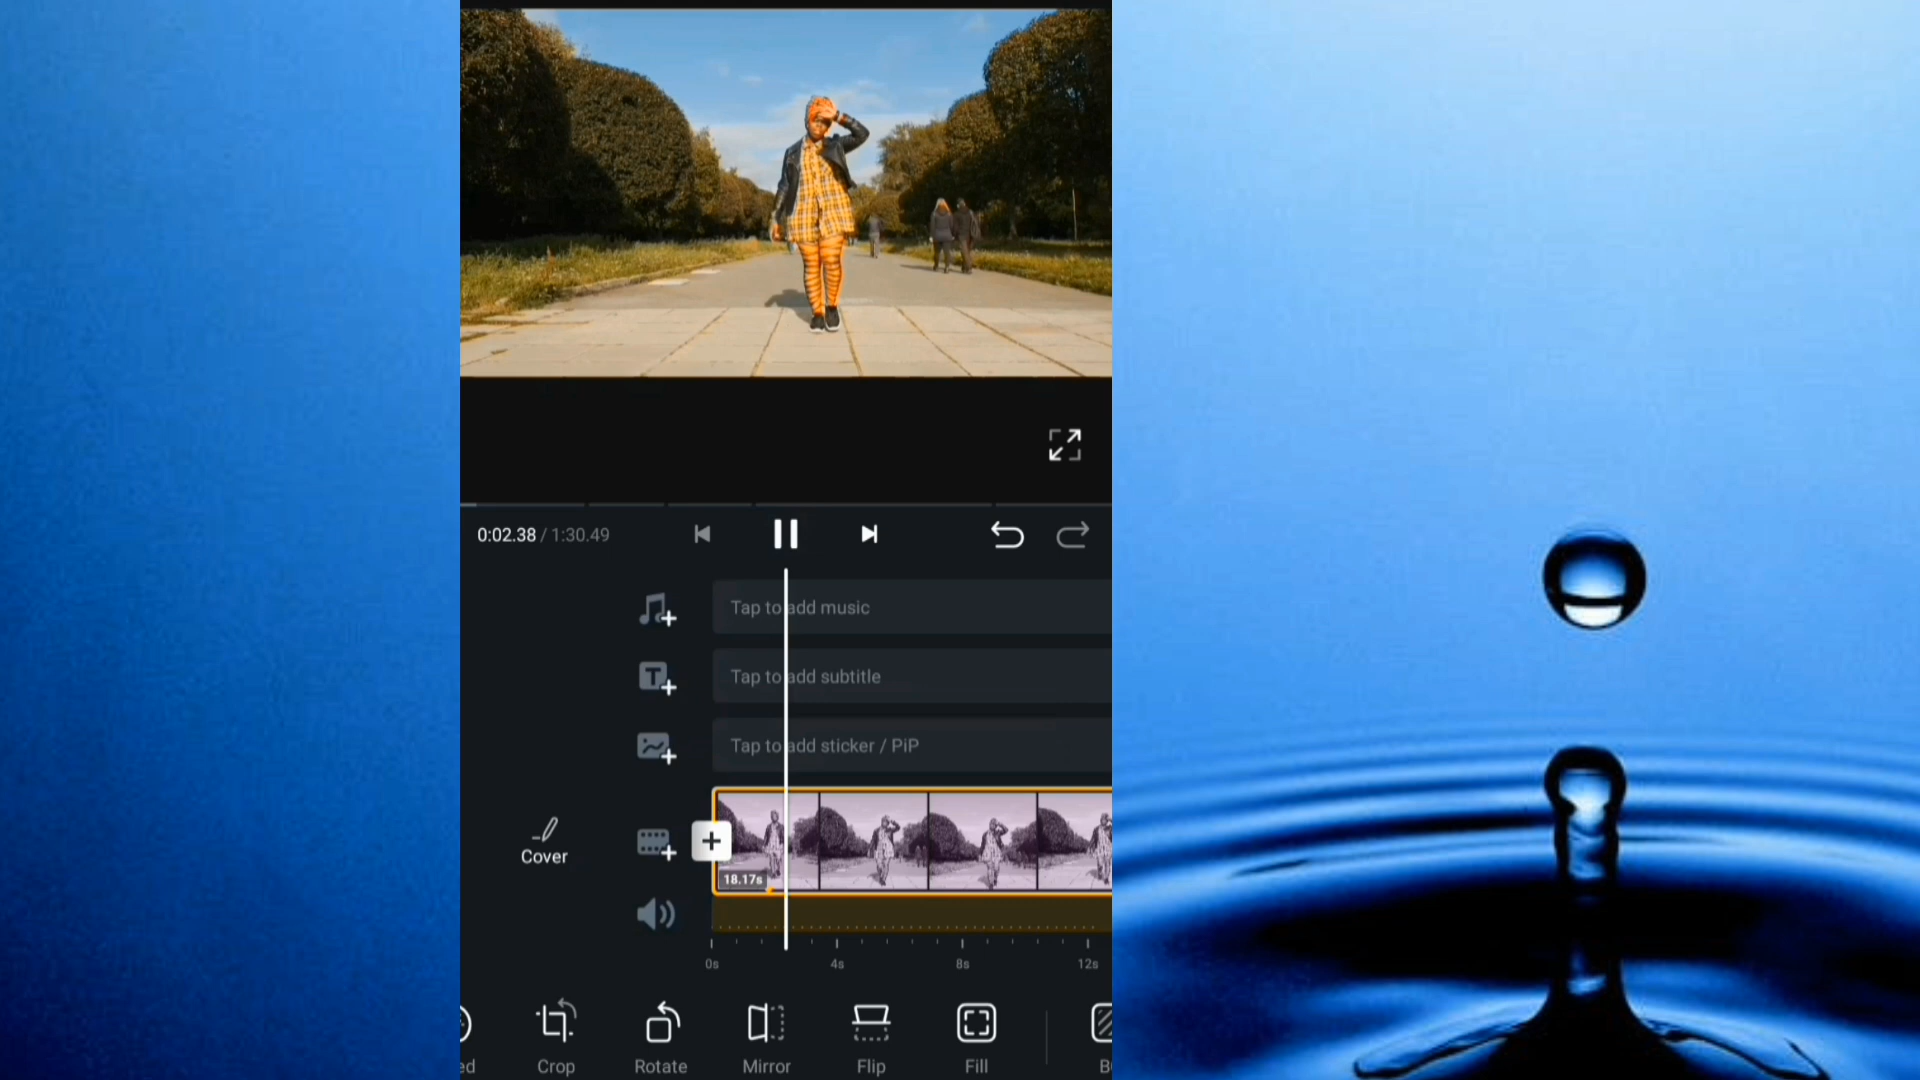 0:02.38 / 1:30.49
Tap to add music
Tap to add subtitle
Tap to add sticker / PiP
Cover
18.17s
0s 4s 8s 12s
ed Crop Rotate Mirror Flip Fill B